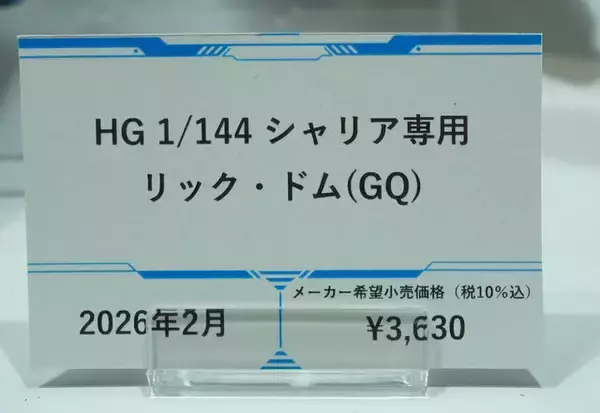 HG 1/144 シャリア専用
リック・ドム(GQ)
メーカー希望小売価格（税10%込）
2026年2月
¥3,630